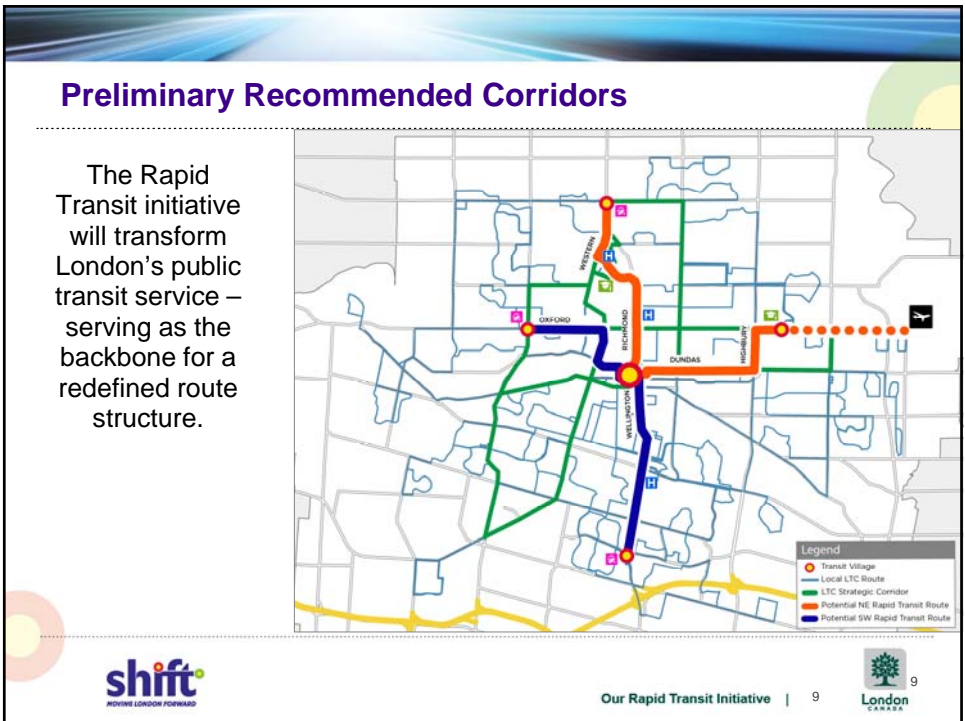 Preliminary Recommended Corridors
The Rapid
Transit initiative
will transform
London’s public
transit service –
serving as the
backbone for a
redefined route
structure.
WESTERN
H
OXFORD
RICHMOND
H
DUNDAS
HIGHBURY
WELLINGTON
H
Legend
Transit Village
Local LTC Route
LTC Strategic Corridor
Potential NE Rapid Transit Route
Potential SW Rapid Transit Route
shift
MOVING LONDON FORWARD
Our Rapid Transit Initiative | 9
London
CANADA
9